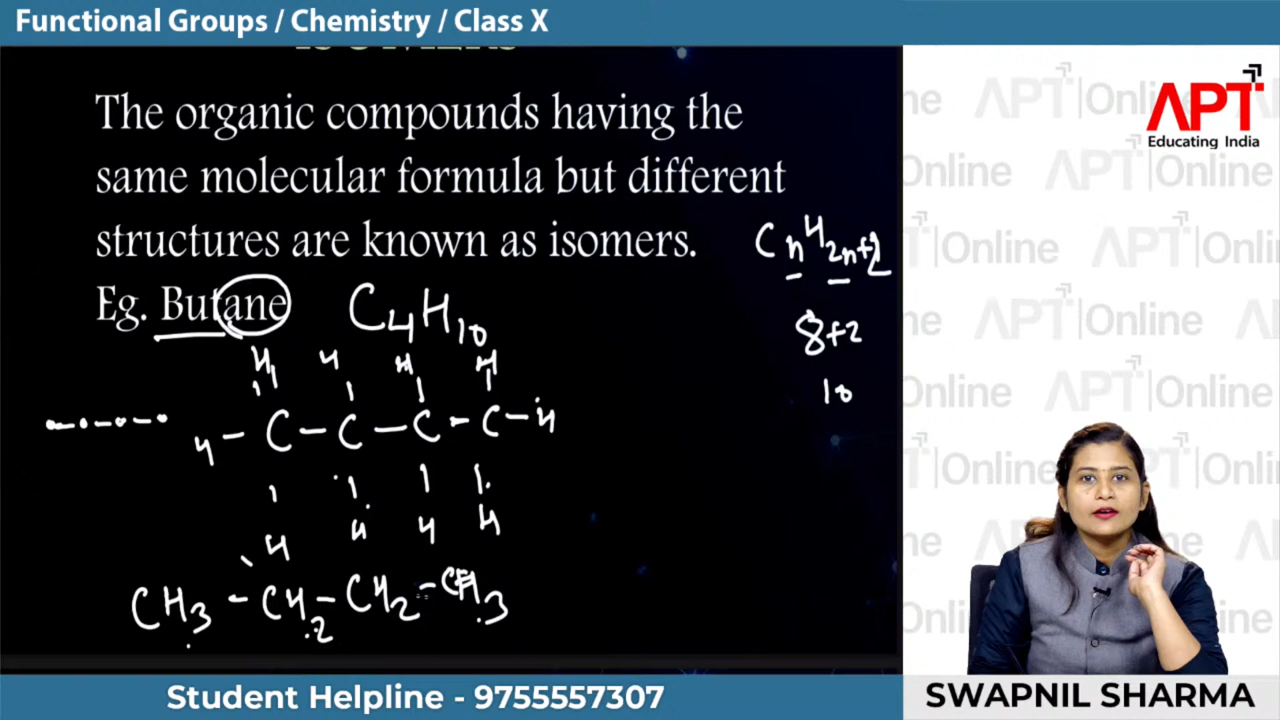 Functional Groups / Chemistry / Class X
ISOMERS
The organic compounds having the
same molecular formula but different
structures are known as isomers.
Eg. Butane
C4H10
CnH2n+2
8+2
10
H H H H
H - C - C - C - C - H
H H H H
CH3 - CH2 - CH2 - CH3
APT
Educating India
APT|Online
Student Helpline - 9755557307
SWAPNIL SHARMA